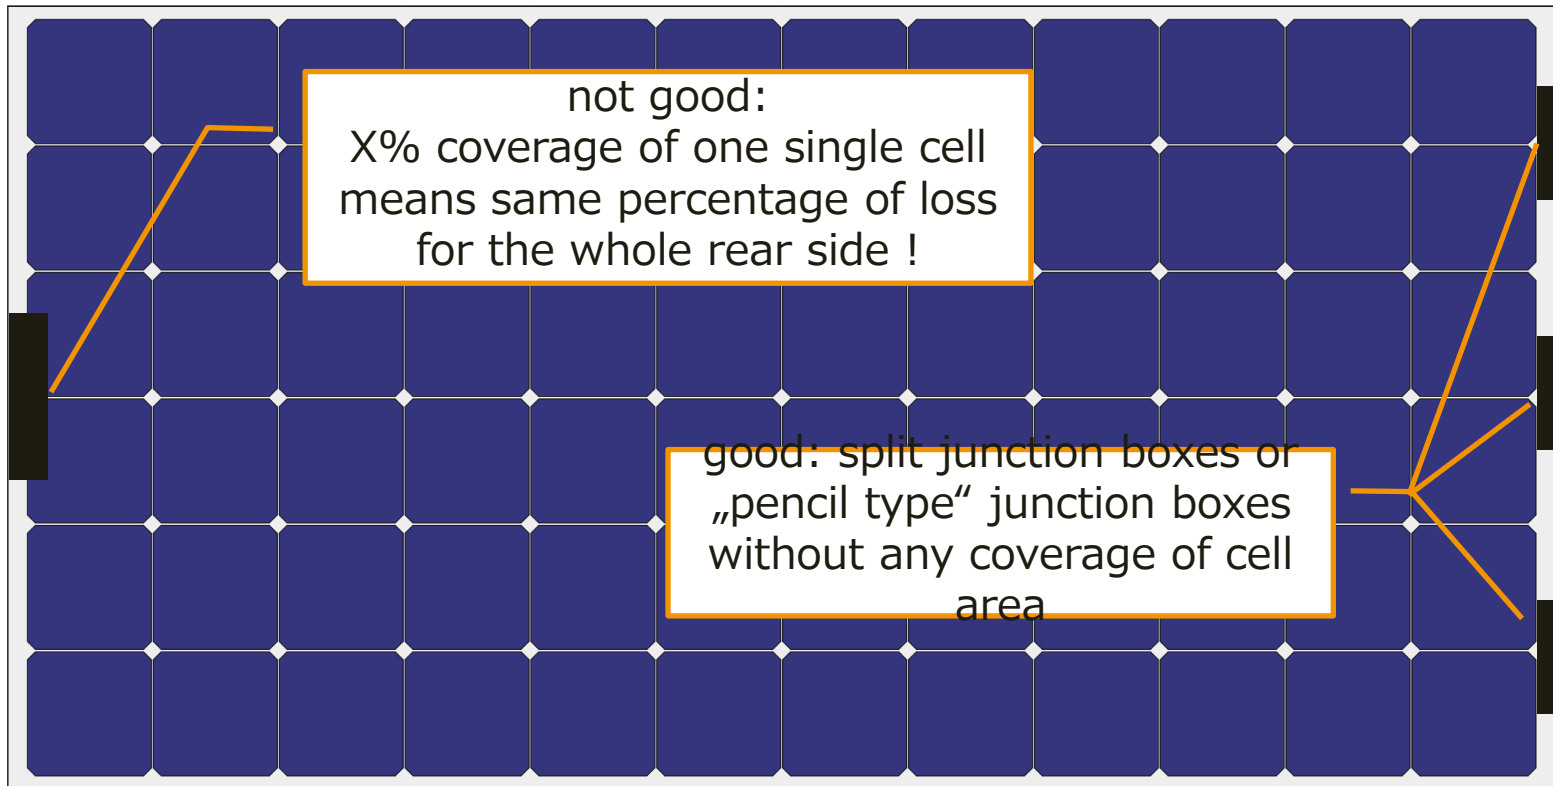 not good:
X% coverage of one single cell
means same percentage of loss
for the whole rear side !
good: split junction boxes or
„pencil type“ junction boxes
without any coverage of cell
area